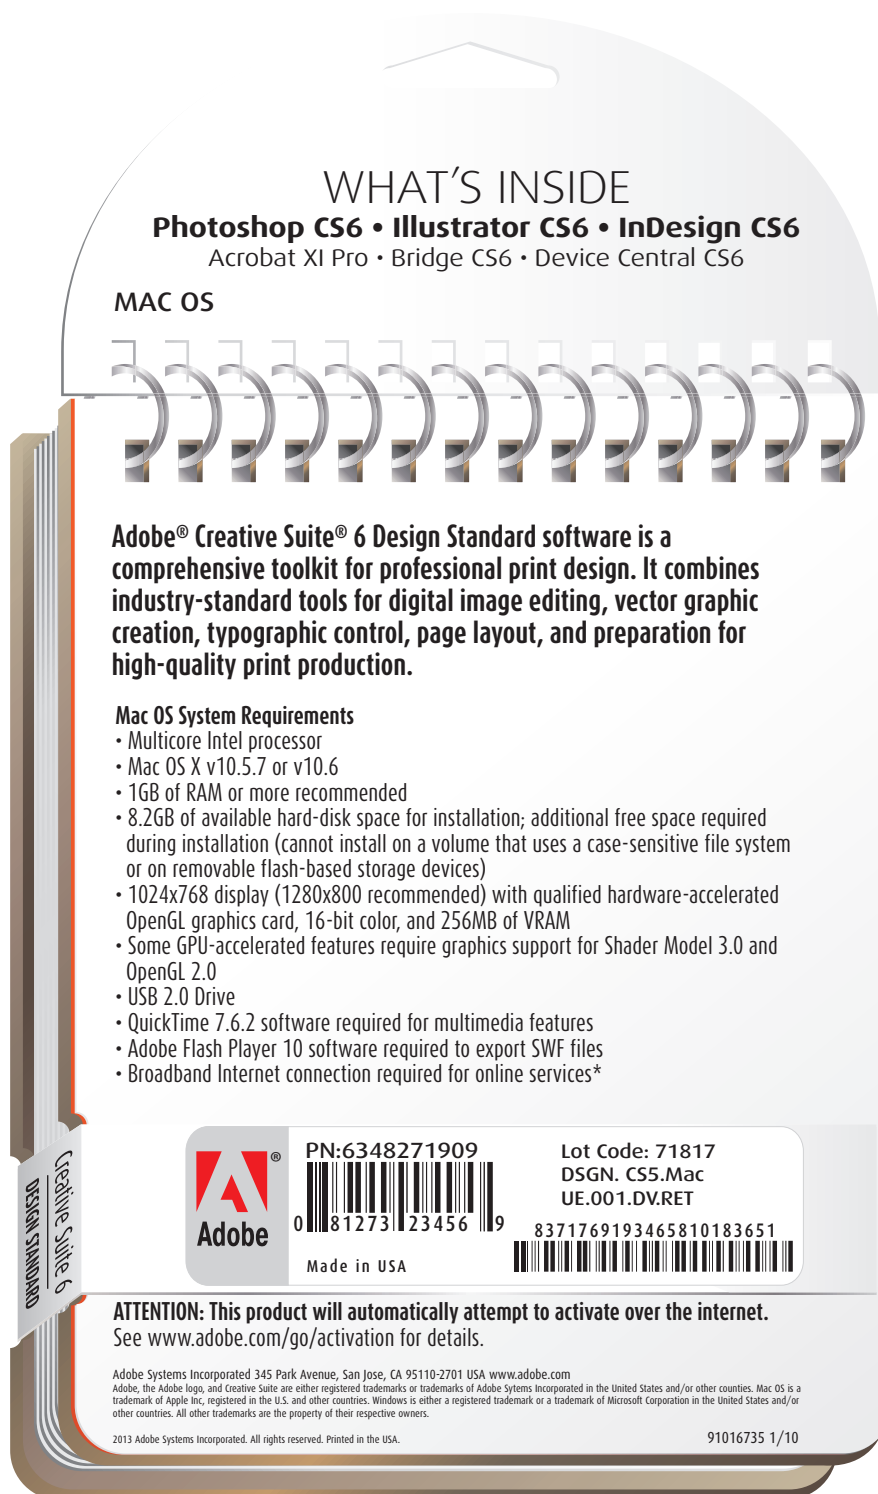 WHAT'S INSIDE
Photoshop CS6 • Illustrator CS6 • InDesign CS6
Acrobat XI Pro • Bridge CS6 • Device Central CS6
MAC OS
Adobe® Creative Suite® 6 Design Standard software is a
comprehensive toolkit for professional print design. It combines
industry-standard tools for digital image editing, vector graphic
creation, typographic control, page layout, and preparation for
high-quality print production.
Mac OS System Requirements
• Multicore Intel processor
• Mac OS X v10.5.7 or v10.6
• 1GB of RAM or more recommended
• 8.2GB of available hard-disk space for installation; additional free space required
during installation (cannot install on a volume that uses a case-sensitive file system
or on removable flash-based storage devices)
• 1024x768 display (1280x800 recommended) with qualified hardware-accelerated
OpenGL graphics card, 16-bit color, and 256MB of VRAM
• Some GPU-accelerated features require graphics support for Shader Model 3.0 and
OpenGL 2.0
• USB 2.0 Drive
• QuickTime 7.6.2 software required for multimedia features
• Adobe Flash Player 10 software required to export SWF files
• Broadband Internet connection required for online services*
Creative Suite 6
DESIGN STANDARD
®
Adobe
PN:6348271909
0 81273 23456 9
Made in USA
Lot Code: 71817
DSGN. CS5.Mac
UE.001.DV.RET
8371769193465810183651
ATTENTION: This product will automatically attempt to activate over the internet.
See www.adobe.com/go/activation for details.
Adobe Systems Incorporated 345 Park Avenue, San Jose, CA 95110-2701 USA www.adobe.com
Adobe, the Adobe logo, and Creative Suite are either registered trademarks or trademarks of Adobe Sytems Incorporated in the United States and/or other counties. Mac OS is a
trademark of Apple Inc, registered in the U.S. and other countries. Windows is either a registered trademark or a trademark of Microsoft Corporation in the United States and/or
other countries. All other trademarks are the property of their respective owners.
2013 Adobe Systems Incorporated. All rights reserved. Printed in the USA.
91016735 1/10